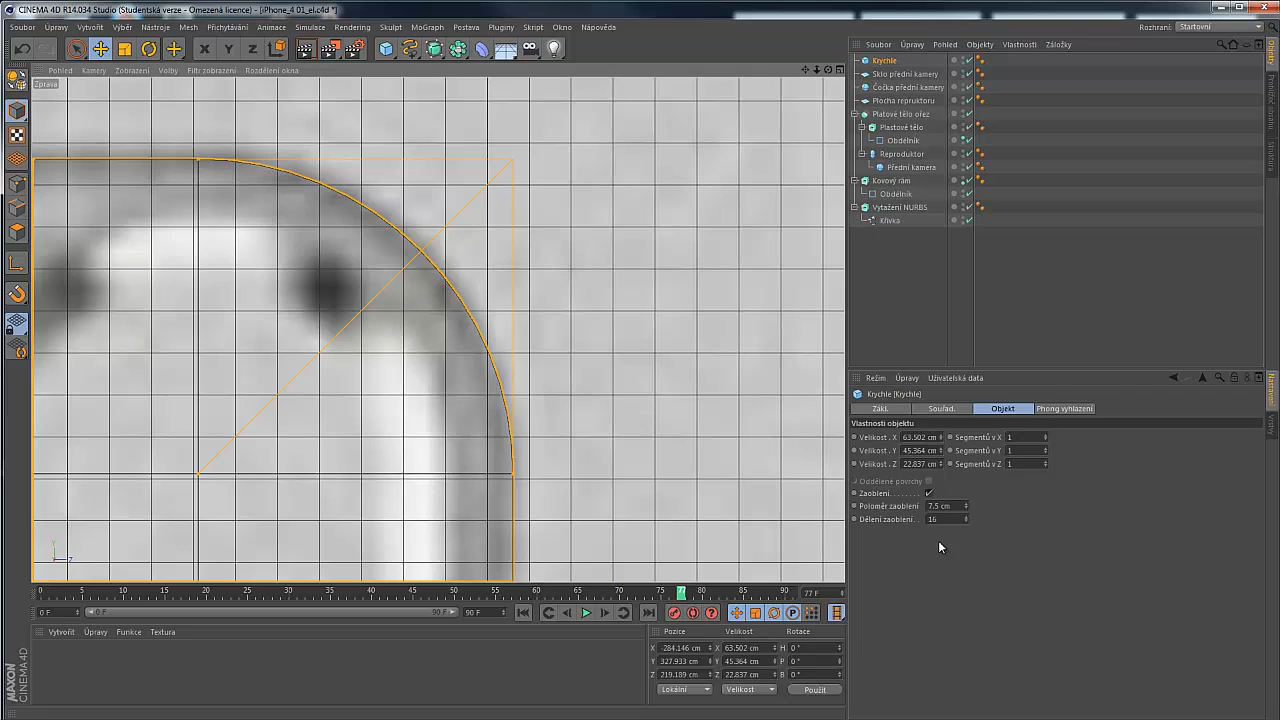 CINEMA 4D R14.034 Studio (Studentská verze - Omezená licence) - [iPhone_4 01_el.c4d *]
Soubor Úpravy Vytvořit Výběr Nástroje Mesh Přichytávání Animace Simulace Rendering Sculpt MoGraph Postava Pluginy Skript Okno Nápověda Rozhraní: Startovní
X Y Z
Soubor Úpravy Pohled Objekty Vlastnosti Záložky
Pohled Kamery Zobrazení Volby Filtr zobrazení Rozdělení okna
Zprava
Krychle
Sklo přední kamery
Čočka přední kamery
Plocha repruktoru
Platové tělo ořez
Plastové tělo
Obdélník
Reproduktor
Přední kamera
Kovový rám
Obdélník
Vytažení NURBS
Křivka
Objekty
Struktura
Režim Úpravy Uživatelská data
Nastavení
Vrstvy
Krychle [Krychle]
Zákl. Souřad. Objekt Phong vyhlazení
Vlastnosti objektu
Velikost . X 63.502 cm Segmentů v X 1
Velikost . Y 45.364 cm Segmentů v Y 1
Velikost . Z 22.837 cm Segmentů v Z 1
Oddělené povrchy
Zaoblení. . . . . . . .
Poloměr zaoblení 7.5 cm
Dělení zaoblení. . 16
Y
Z
0 5 10 15 20 25 30 35 40 45 50 55 60 65 70 77 80 85 90 77 F
0 F 0 F 90 F 90 F
Vytvořit Úpravy Funkce Textura
Pozice Velikost Rotace
X -284.146 cm X 63.502 cm H 0 °
Y 327.933 cm Y 45.364 cm P 0 °
Z 219.189 cm Z 22.837 cm B 0 °
Lokální Velikost Použít
MAXON
CINEMA 4D